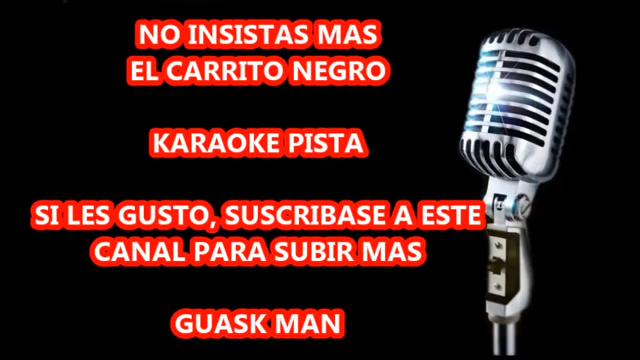 NO INSISTAS MAS
EL CARRITO NEGRO
KARAOKE PISTA
SI LES GUSTO, SUSCRIBASE A ESTE
CANAL PARA SUBIR MAS
GUASK MAN